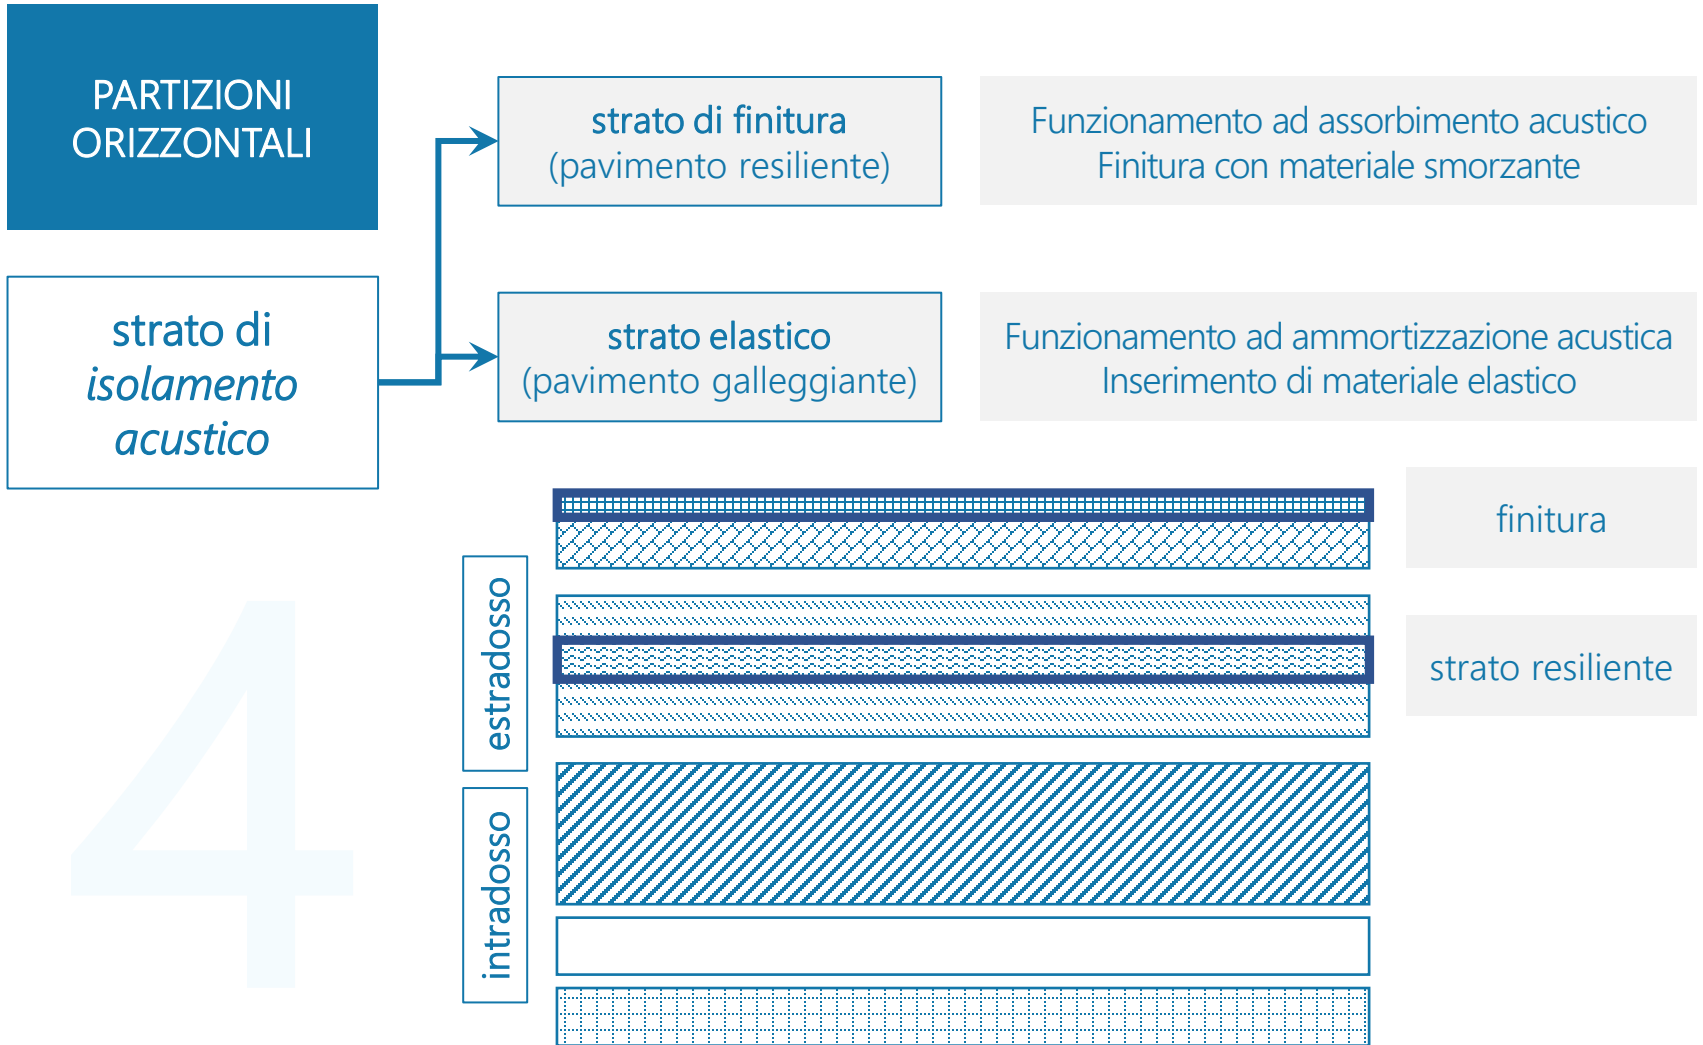 PARTIZIONI
ORIZZONTALI
strato di
isolamento
acustico
strato di finitura
(pavimento resiliente)
Funzionamento ad assorbimento acustico
Finitura con materiale smorzante
strato elastico
(pavimento galleggiante)
Funzionamento ad ammortizzazione acustica
Inserimento di materiale elastico
finitura
estradosso
strato resiliente
intradosso
4